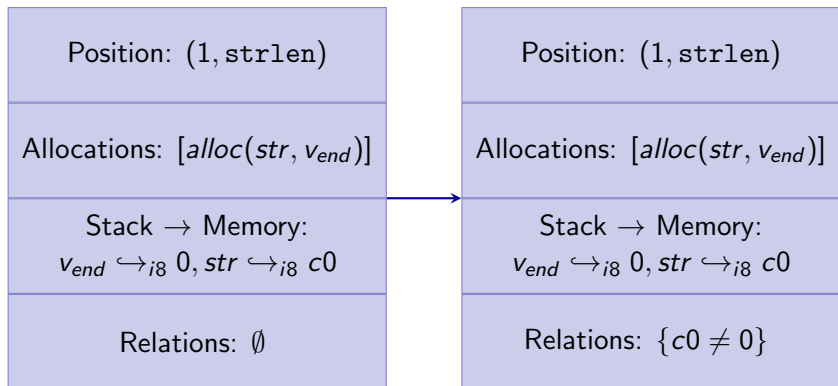 Position: (1, strlen)
Allocations: [alloc(str, v_end)]
Stack → Memory:
v_end ↪_i8 0, str ↪_i8 c0
Relations: ∅
Position: (1, strlen)
Allocations: [alloc(str, v_end)]
Stack → Memory:
v_end ↪_i8 0, str ↪_i8 c0
Relations: {c0 ≠ 0}